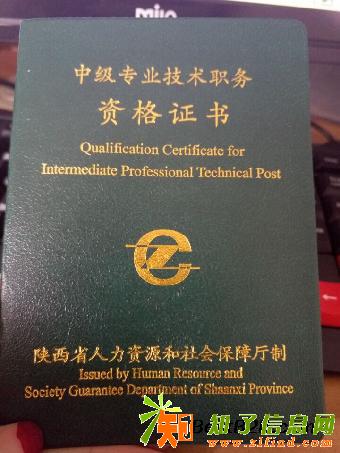 中级专业技术职务
资格证书
Qualification Certificate for
Intermediate Professional Technical Post
陕西省人力资源和社会保障厅制
Issued by Human Resource and
Society Guarantee Department of Shaanxi Province
知了信息网
www.zlfind.com